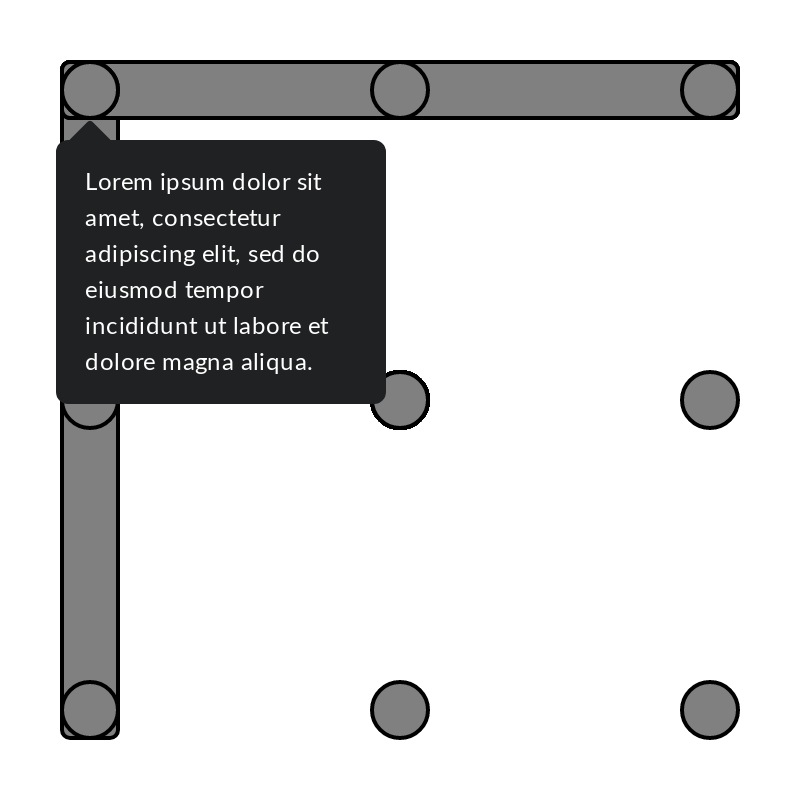 Lorem ipsum dolor sit
amet, consectetur
adipiscing elit, sed do
eiusmod tempor
incididunt ut labore et
dolore magna aliqua.